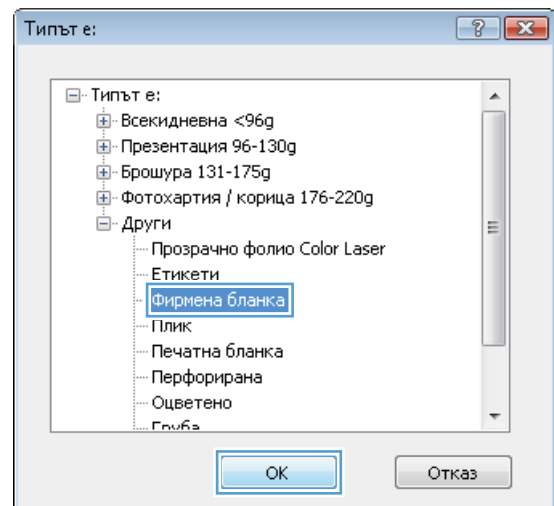 Типът е:
Типът е:
Всекидневна <96g
Презентация 96-130g
Брошура 131-175g
Фотохартия / корица 176-220g
Други
Прозрачно фолио Color Laser
Етикети
Фирмена бланка
Плик
Печатна бланка
Перфорирана
Оцветено
Груба
OK
Отказ